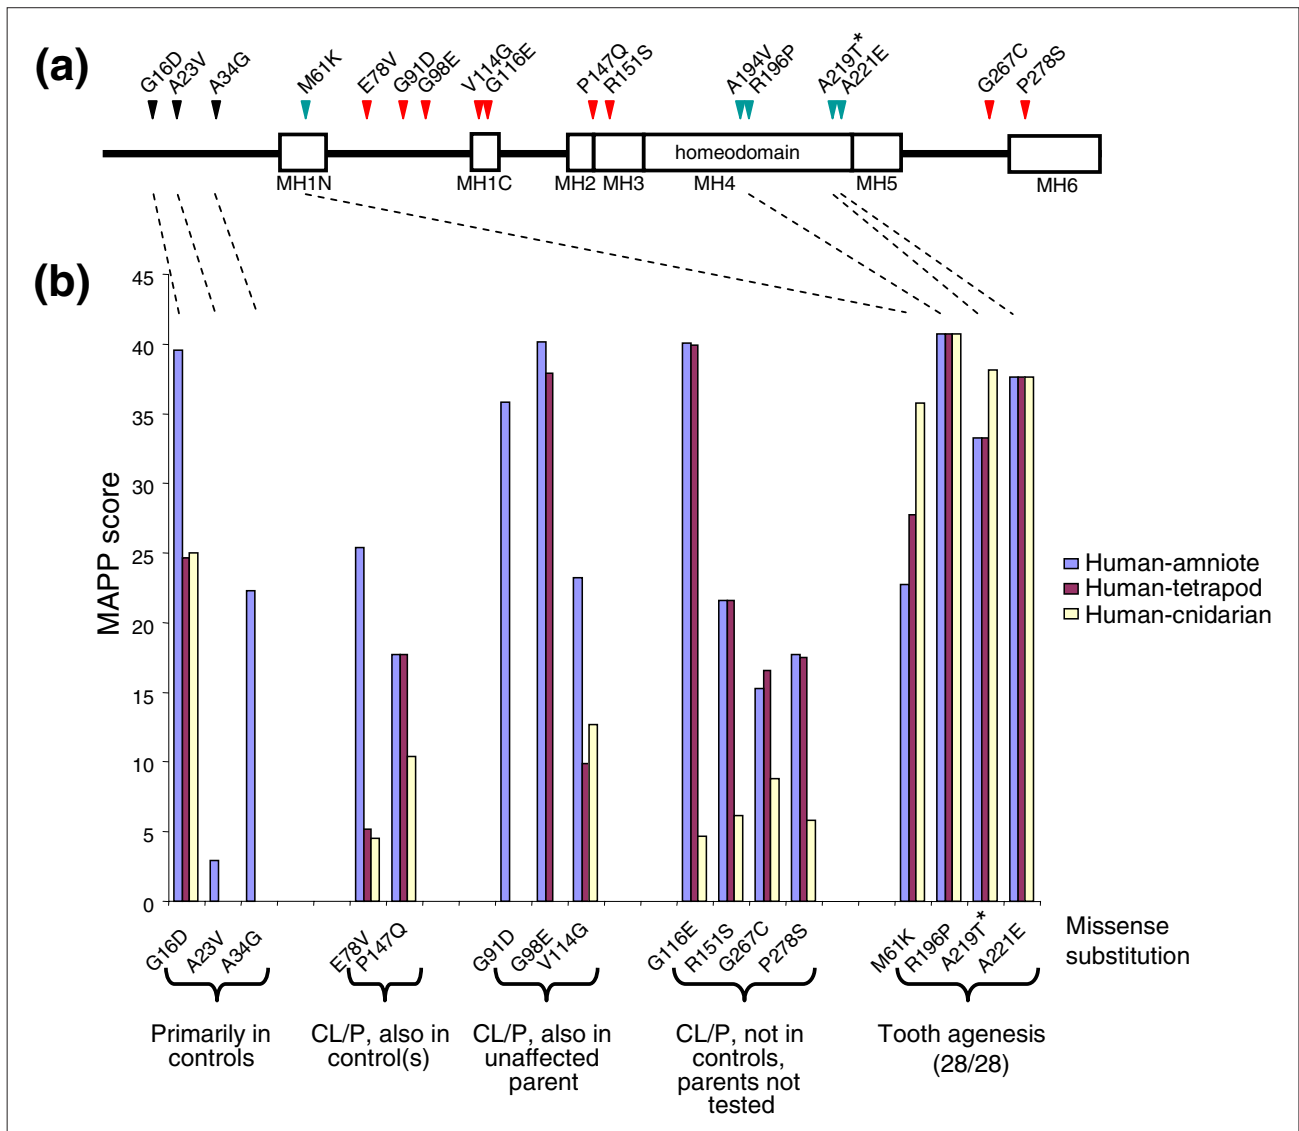 (a)
G16D A23V A34G M61K E78V G91D G98E V114G G116E P147Q R151S A194V R196P A219T* A221E G267C P278S
homeodomain
MH1N MH1C MH2 MH3 MH4 MH5 MH6
(b)
45
40
35
30
25
20
15
10
5
0
MAPP score
Human-amniote
Human-tetrapod
Human-cnidarian
G16D A23V A34G E78V P147Q G91D G98E V114G G116E R151S G267C P278S M61K R196P A219T* A221E
Missense
substitution
Primarily in
controls
CL/P, also in
control(s)
CL/P, also in
unaffected
parent
CL/P, not in
controls,
parents not
tested
Tooth agenesis
(28/28)